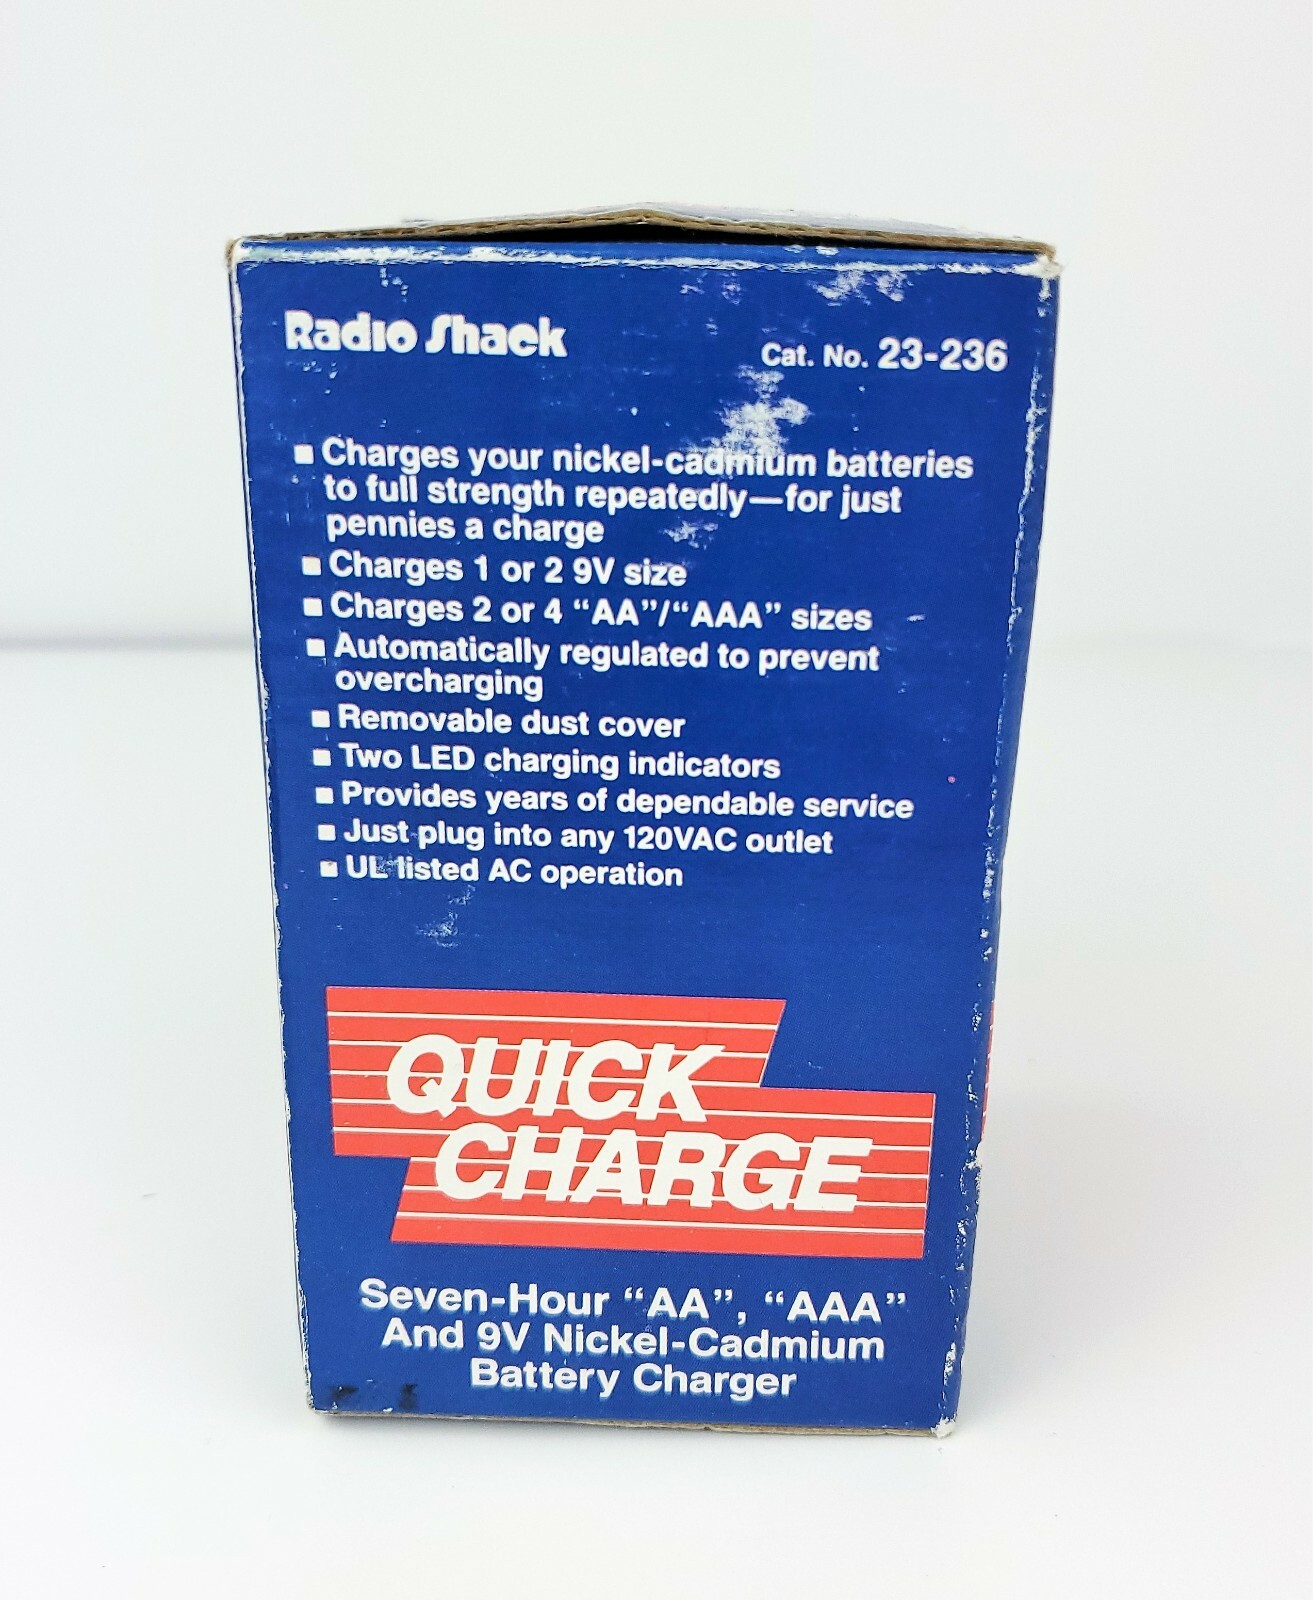 Radio Shack
Cat. No. 23-236
■ Charges your nickel-cadmium batteries
to full strength repeatedly—for just
pennies a charge
■ Charges 1 or 2 9V size
■ Charges 2 or 4 “AA”/“AAA” sizes
■ Automatically regulated to prevent
overcharging
■ Removable dust cover
■ Two LED charging indicators
■ Provides years of dependable service
■ Just plug into any 120VAC outlet
■ UL listed AC operation
QUICK
CHARGE
Seven-Hour “AA”, “AAA”
And 9V Nickel-Cadmium
Battery Charger